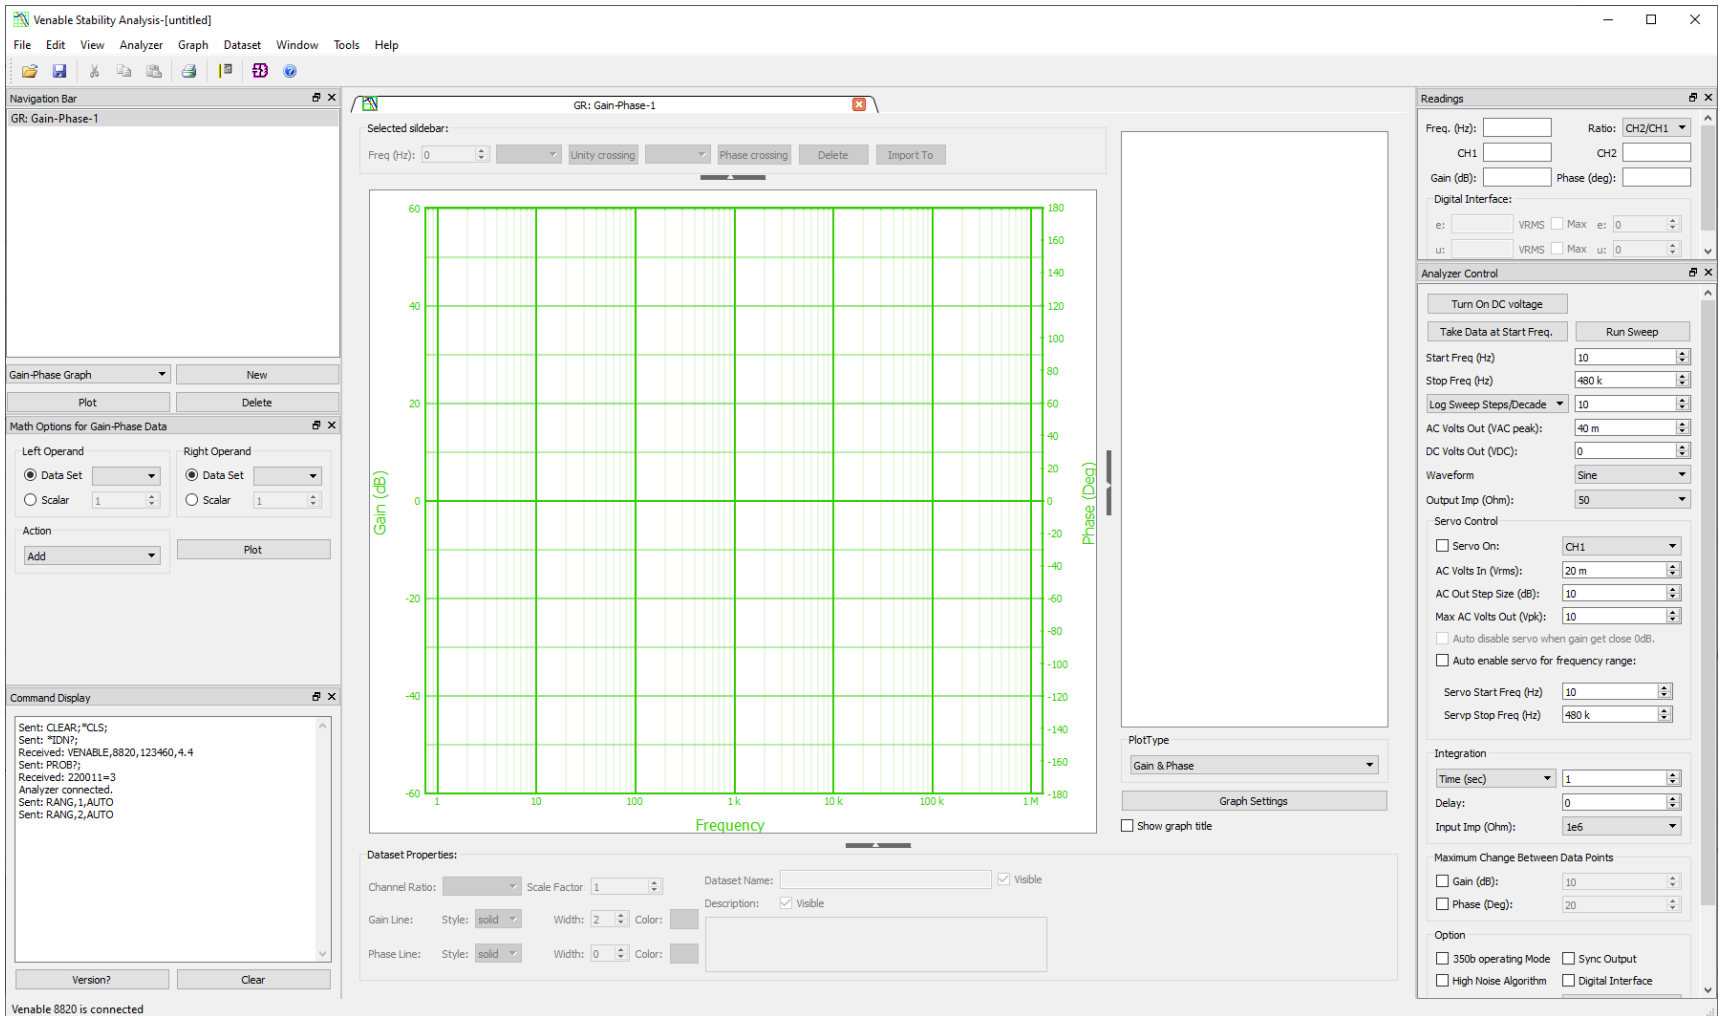 Venable Stability Analysis-[untitled]
File Edit View Analyzer Graph Dataset Window Tools Help
Navigation Bar
GR: Gain-Phase-1
Gain-Phase Graph New
Plot Delete
Math Options for Gain-Phase Data
Left Operand Right Operand
Data Set Data Set
Scalar 1 Scalar 1
Action
Add Plot
Command Display
Sent: CLEAR;*CLS;
Sent: *IDN?;
Received: VENABLE,8820,123460,4.4
Sent: PROB?;
Received: 220011=3
Analyzer connected.
Sent: RANG,1,AUTO
Sent: RANG,2,AUTO
Version? Clear
Venable 8820 is connected
GR: Gain-Phase-1
Selected sildebar:
Freq (Hz): 0 Unity crossing Phase crossing Delete Import To
60
40
20
0
-20
-40
-60
Gain (dB)
180
160
140
120
100
80
60
40
20
0
-20
-40
-60
-80
-100
-120
-140
-160
-180
Phase (Deg)
1 10 100 1 k 10 k 100 k 1 M
Frequency
PlotType
Gain & Phase
Graph Settings
Show graph title
Dataset Properties:
Channel Ratio: Scale Factor 1 Dataset Name: Visible
Description: Visible
Gain Line: Style: solid Width: 2 Color:
Phase Line: Style: solid Width: 0 Color:
Readings
Freq. (Hz): Ratio: CH2/CH1
CH1 CH2
Gain (dB): Phase (deg):
Digital Interface:
e: VRMS Max e: 0
u: VRMS Max u: 0
Analyzer Control
Turn On DC voltage
Take Data at Start Freq. Run Sweep
Start Freq (Hz) 10
Stop Freq (Hz) 480 k
Log Sweep Steps/Decade 10
AC Volts Out (VAC peak): 40 m
DC Volts Out (VDC): 0
Waveform Sine
Output Imp (Ohm): 50
Servo Control
Servo On: CH1
AC Volts In (Vrms): 20 m
AC Out Step Size (dB): 10
Max AC Volts Out (Vpk): 10
Auto disable servo when gain get close 0dB.
Auto enable servo for frequency range:
Servo Start Freq (Hz) 10
Servp Stop Freq (Hz) 480 k
Integration
Time (sec) 1
Delay: 0
Input Imp (Ohm): 1e6
Maximum Change Between Data Points
Gain (dB): 10
Phase (Deg): 20
Option
350b operating Mode Sync Output
High Noise Algorithm Digital Interface